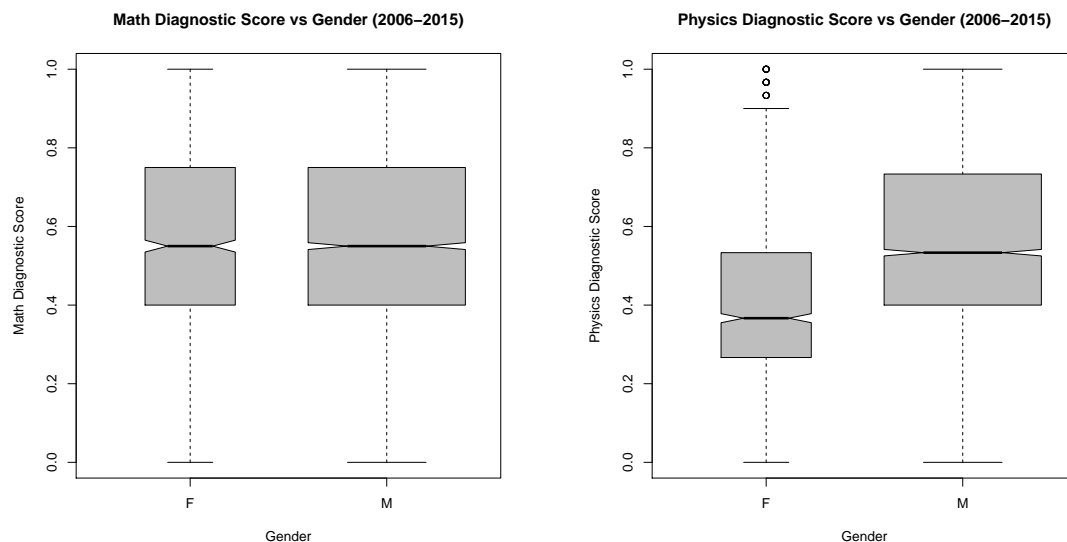 Math Diagnostic Score vs Gender (2006−2015)
Math Diagnostic Score
1.0
0.8
0.6
0.4
0.2
0.0
F M
Gender
Physics Diagnostic Score vs Gender (2006−2015)
Physics Diagnostic Score
1.0
0.8
0.6
0.4
0.2
0.0
F M
Gender